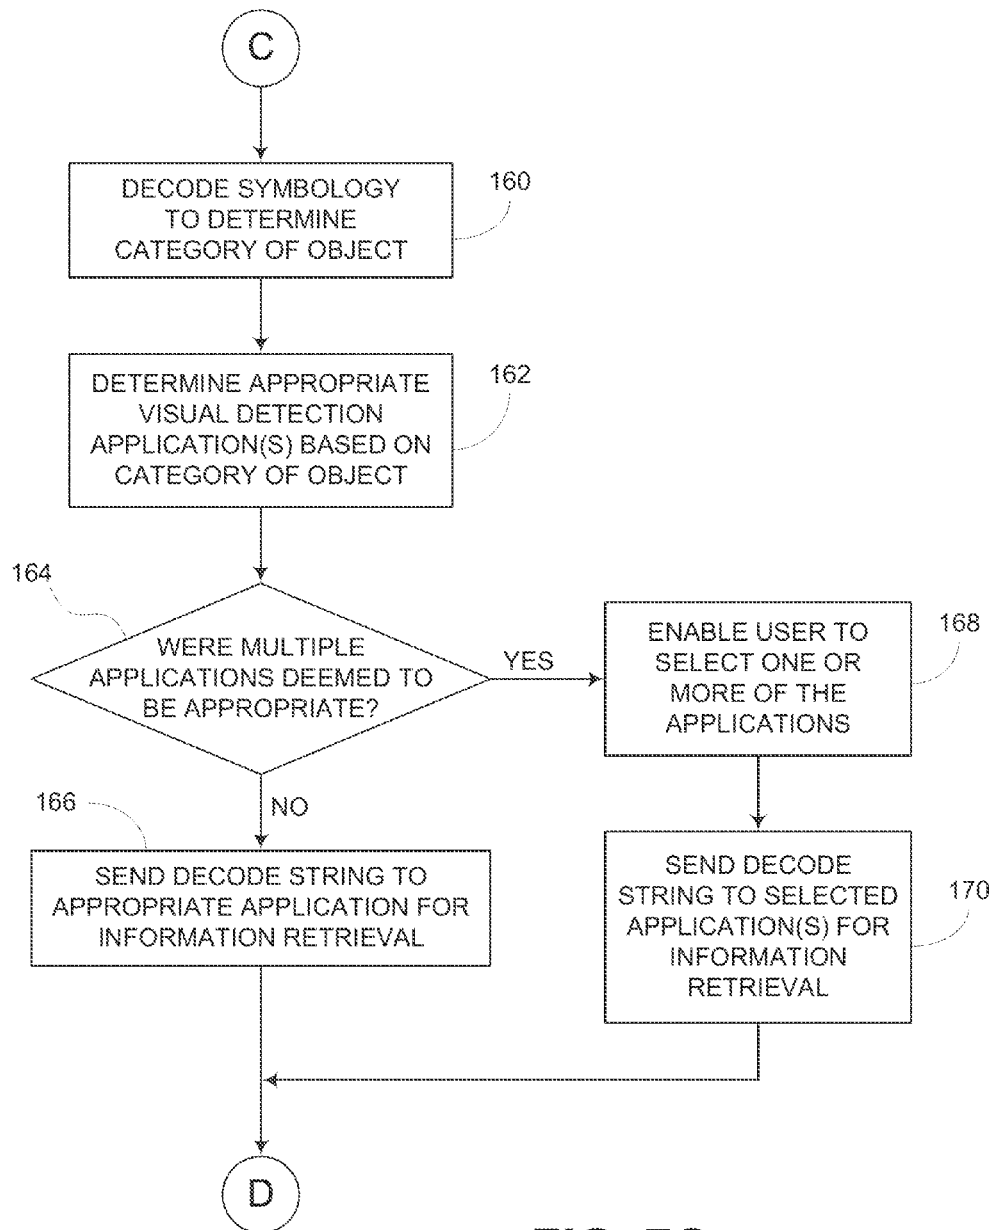 C
DECODE SYMBOLOGY
TO DETERMINE
CATEGORY OF OBJECT
160
DETERMINE APPROPRIATE
VISUAL DETECTION
APPLICATION(S) BASED ON
CATEGORY OF OBJECT
162
164
WERE MULTIPLE
APPLICATIONS DEEMED TO
BE APPROPRIATE?
YES
ENABLE USER TO
SELECT ONE OR
MORE OF THE
APPLICATIONS
168
NO
166
SEND DECODE STRING TO
APPROPRIATE APPLICATION FOR
INFORMATION RETRIEVAL
SEND DECODE
STRING TO SELECTED
APPLICATION(S) FOR
INFORMATION
RETRIEVAL
170
D